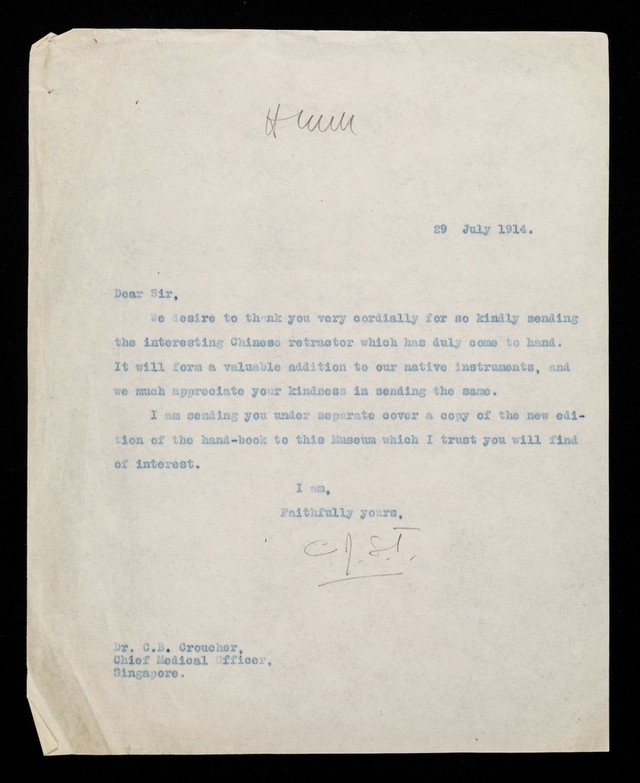 29 July 1914.
Dear Sir,
We desire to thank you very cordially for so kindly sending
the interesting Chinese retractor which has duly come to hand.
It will form a valuable addition to our native instruments, and
we much appreciate your kindness in sending the same.
I am sending you under separate cover a copy of the new edi-
tion of the hand-book to this Museum which I trust you will find
of interest.
I am,
Faithfully yours,
C.J.S.T.
Dr. C.B. Croucher,
Chief Medical Officer,
Singapore.